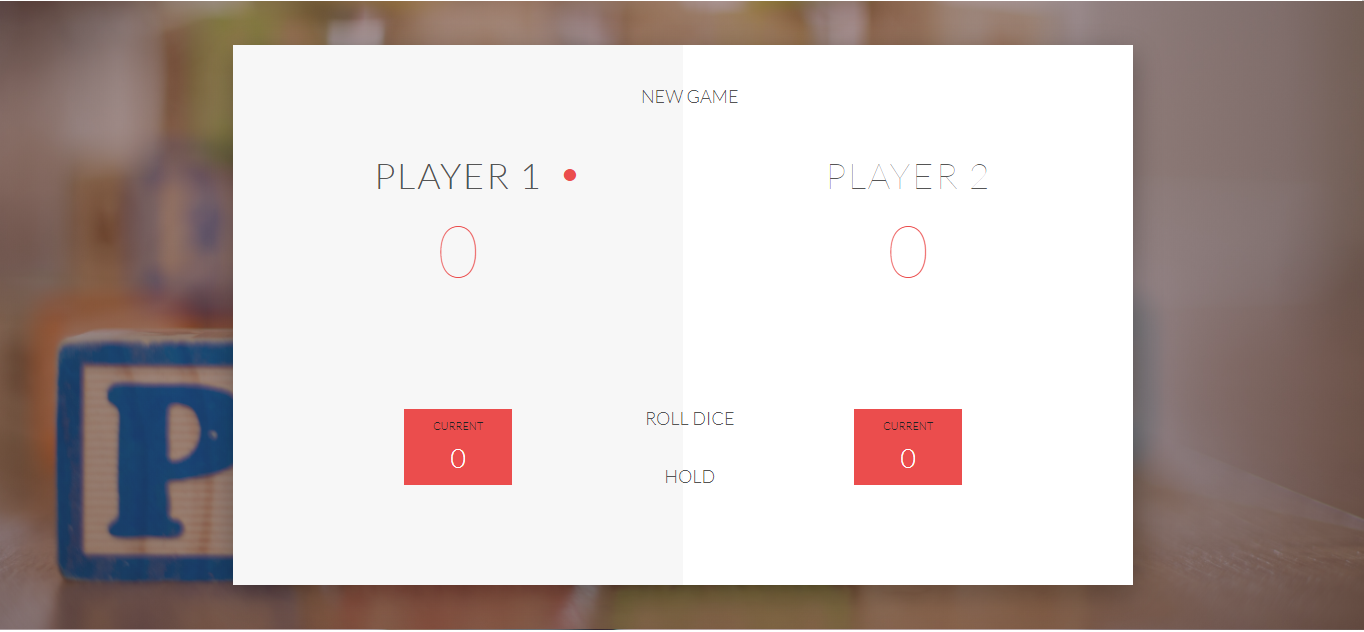 NEW GAME
PLAYER 1
PLAYER 2
0
0
CURRENT
0
ROLL DICE
HOLD
CURRENT
0
P